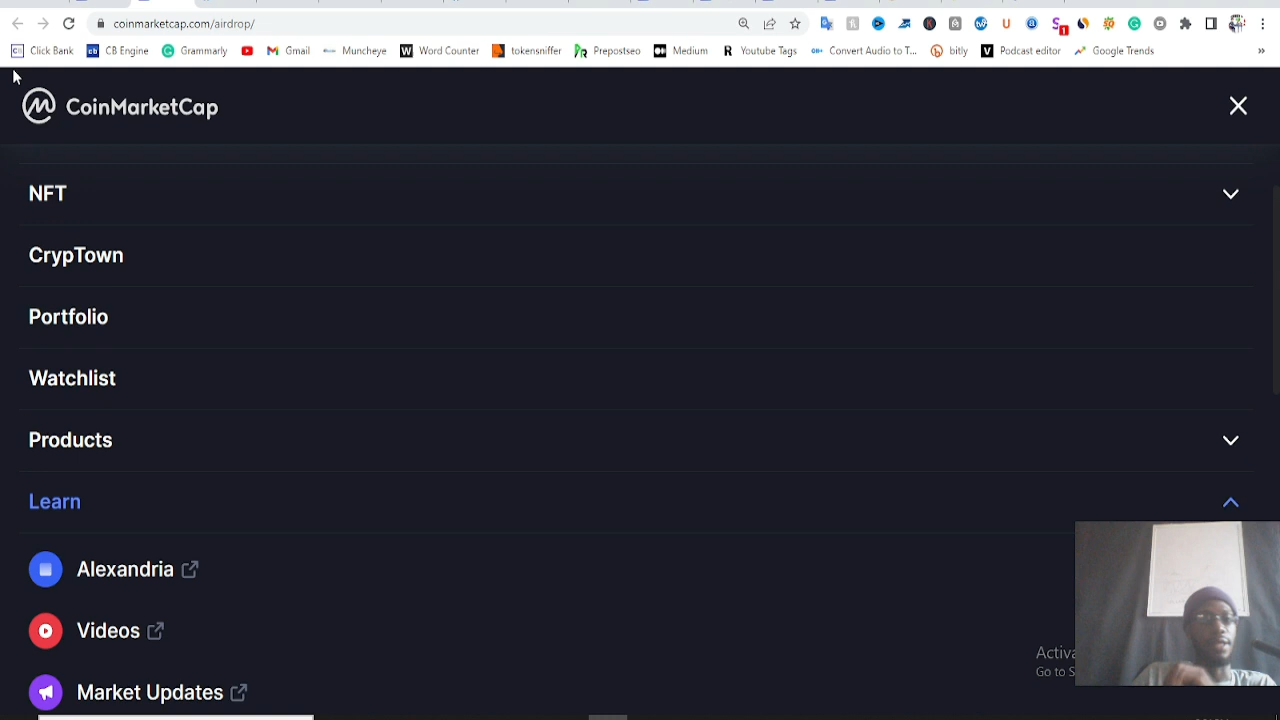 coinmarketcap.com/airdrop/
Click Bank CB Engine Grammarly Gmail Muncheye Word Counter tokensniffer Prepostseo Medium Youtube Tags Convert Audio to T... bitly Podcast editor Google Trends »
CoinMarketCap
NFT
CrypTown
Portfolio
Watchlist
Products
Learn
Alexandria
Videos
Activa
Go to S
Market Updates